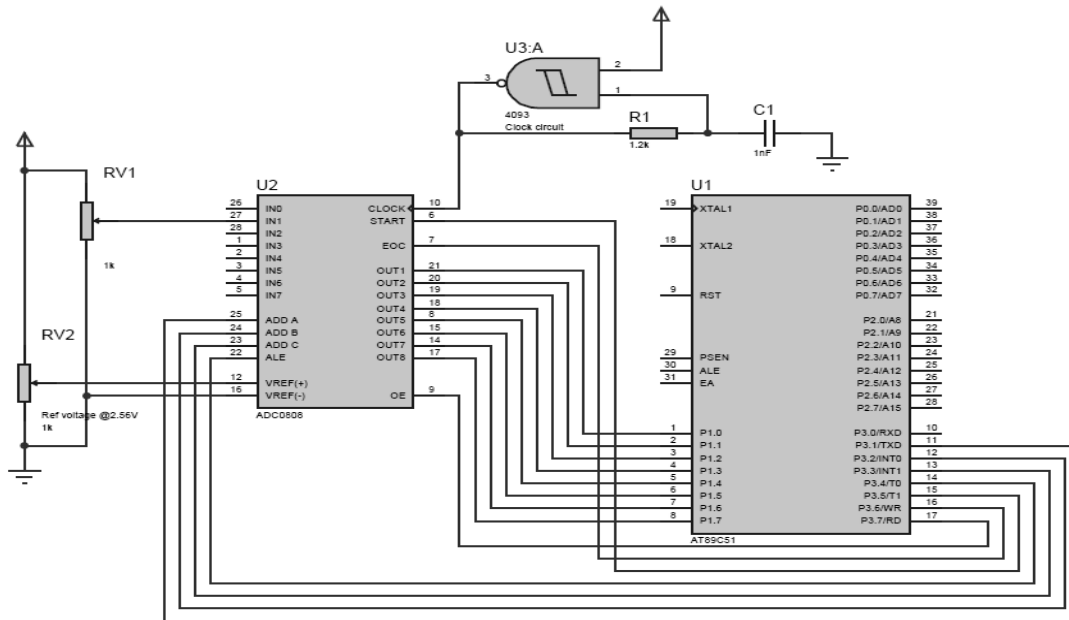 U3:A
2
3
1
4093
Clock circuit
R1
1.2k
C1
1nF
RV1
1k
RV2
Ref voltage @2.56V
1k
U2
26 IN0 CLOCK 10
27 IN1 START 6
28 IN2
1 IN3 EOC 7
2 IN4
3 IN5 OUT1 21
4 IN6 OUT2 20
5 IN7 OUT3 19
OUT4 18
25 ADD A OUT5 8
24 ADD B OUT6 15
23 ADD C OUT7 14
22 ALE OUT8 17
12 VREF(+)
16 VREF(-) OE 9
ADC0808
U1
19 XTAL1 P0.0/AD0 39
P0.1/AD1 38
P0.2/AD2 37
18 XTAL2 P0.3/AD3 36
P0.4/AD4 35
P0.5/AD5 34
P0.6/AD6 33
9 RST P0.7/AD7 32
P2.0/A8 21
P2.1/A9 22
P2.2/A10 23
29 PSEN P2.3/A11 24
30 ALE P2.4/A12 25
31 EA P2.5/A13 26
P2.6/A14 27
P2.7/A15 28
1 P1.0 P3.0/RXD 10
2 P1.1 P3.1/TXD 11
3 P1.2 P3.2/INT0 12
4 P1.3 P3.3/INT1 13
5 P1.4 P3.4/T0 14
6 P1.5 P3.5/T1 15
7 P1.6 P3.6/WR 16
8 P1.7 P3.7/RD 17
AT89C51